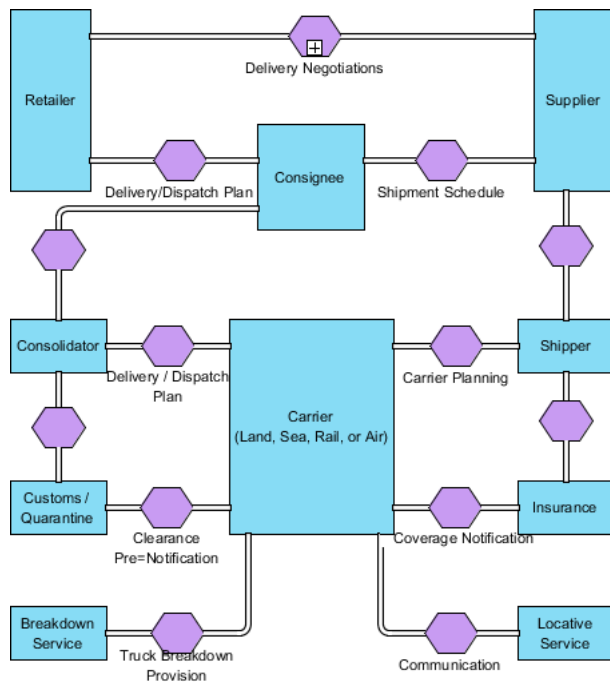 Delivery Negotiations
Retailer
Supplier
Consignee
Delivery/Dispatch Plan
Shipment Schedule
Consolidator
Delivery / Dispatch
Plan
Carrier
(Land, Sea, Rail, or Air)
Carrier Planning
Shipper
Customs /
Quarantine
Clearance
Pre=Notification
Coverage Notification
Insurance
Breakdown
Service
Truck Breakdown
Provision
Communication
Locative
Service